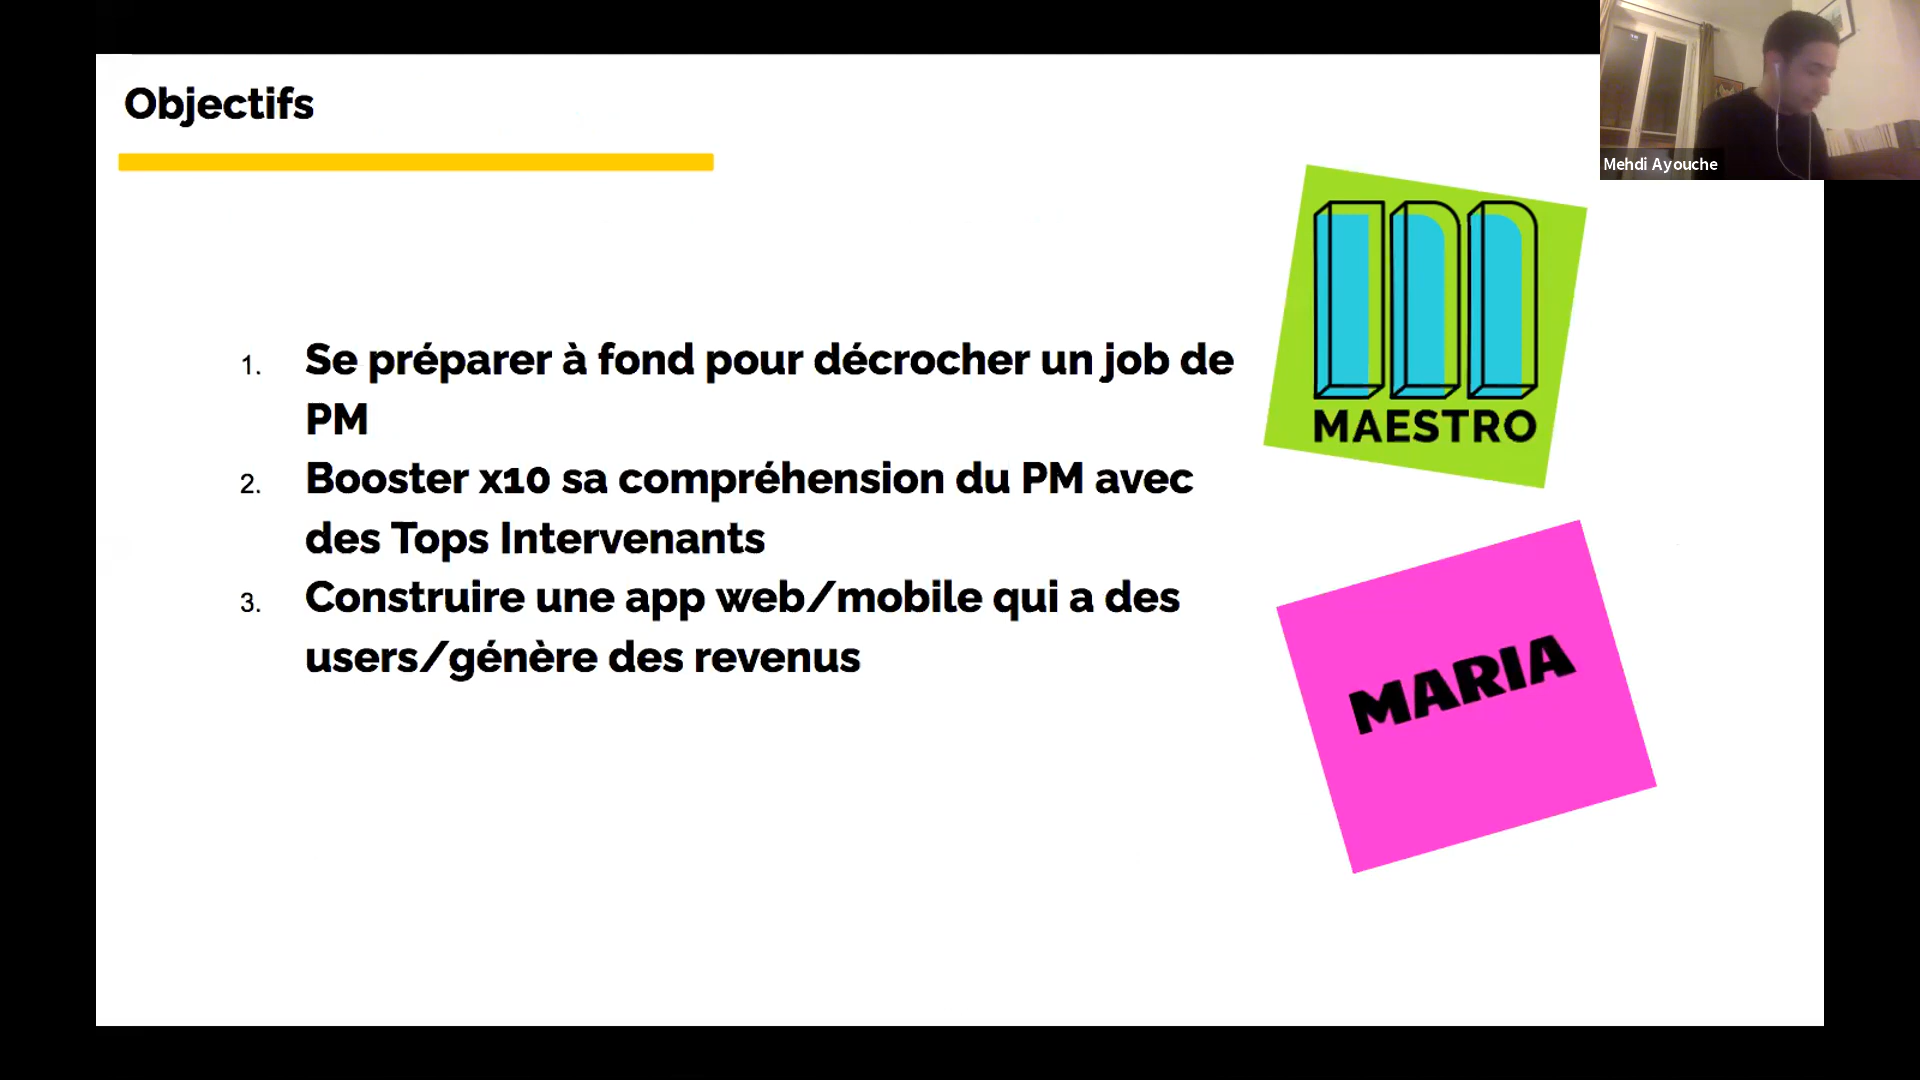 Objectifs
Mehdi Ayouche
1. Se préparer à fond pour décrocher un job de
PM
2. Booster x10 sa compréhension du PM avec
des Tops Intervenants
3. Construire une app web/mobile qui a des
users/génère des revenus
MAESTRO
MARIA